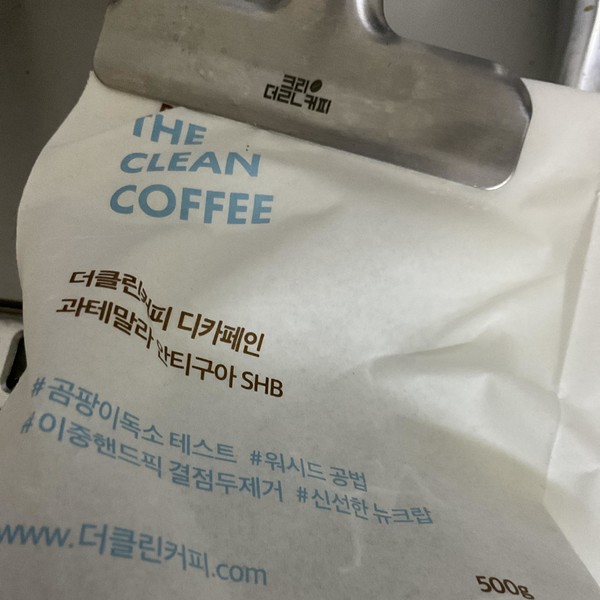 크린
더클ㄴ커피
THE
CLEAN
COFFEE
더클린커피 디카페인
과테말라 안티구아 SHB
#곰팡이독소 테스트 #워시드 공법
#이중핸드픽 결점두제거 #신선한 뉴크랍
www.더클린커피.com
500g